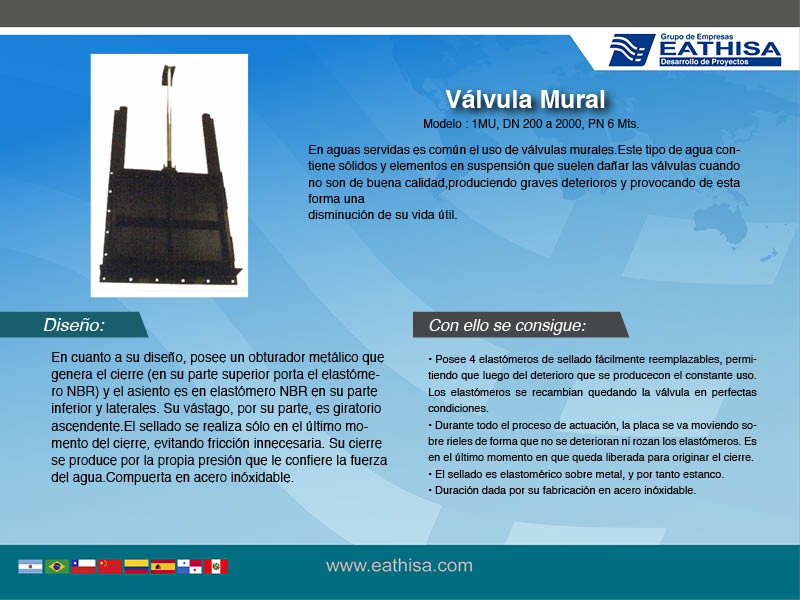 Grupo de Empresas
EATHISA
Desarrollo de Proyectos
Válvula Mural
Modelo : 1MU, DN 200 a 2000, PN 6 Mts.
En aguas servidas es común el uso de válvulas murales.Este tipo de agua con-
tiene sólidos y elementos en suspensión que suelen dañar las válvulas cuando
no son de buena calidad,produciendo graves deterioros y provocando de esta
forma una
disminución de su vida útil.
Diseño:
En cuanto a su diseño, posee un obturador metálico que
genera el cierre (en su parte superior porta el elastóme-
ro NBR) y el asiento es en elastómero NBR en su parte
inferior y laterales. Su vástago, por su parte, es giratorio
ascendente.El sellado se realiza sólo en el último mo-
mento del cierre, evitando fricción innecesaria. Su cierre
se produce por la propia presión que le confiere la fuerza
del agua.Compuerta en acero inóxidable.
Con ello se consigue:
· Posee 4 elastómeros de sellado fácilmente reemplazables, permi-
tiendo que luego del deterioro que se producecon el constante uso.
Los elastómeros se recambian quedando la válvula en perfectas
condiciones.
· Durante todo el proceso de actuación, la placa se va moviendo so-
bre rieles de forma que no se deterioran ni rozan los elastómeros. Es
en el último momento en que queda liberada para originar el cierre.
· El sellado es elastomérico sobre metal, y por tanto estanco.
· Duración dada por su fabricación en acero inóxidable.
www.eathisa.com